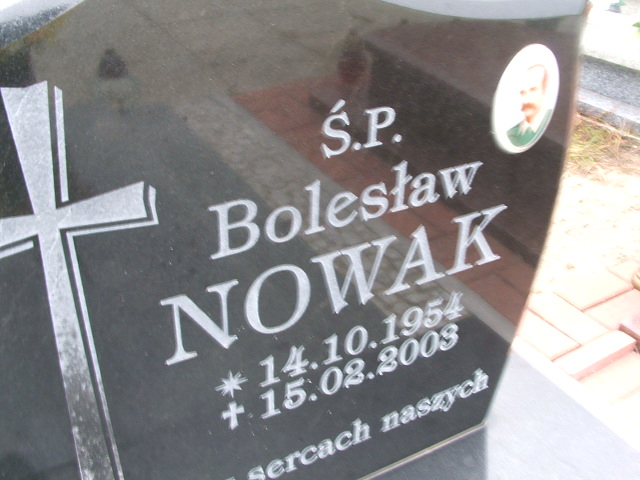 Ś.P.
Bolesław
NOWAK
* 14.10.1954
+ 15.02.2003
sercach naszych